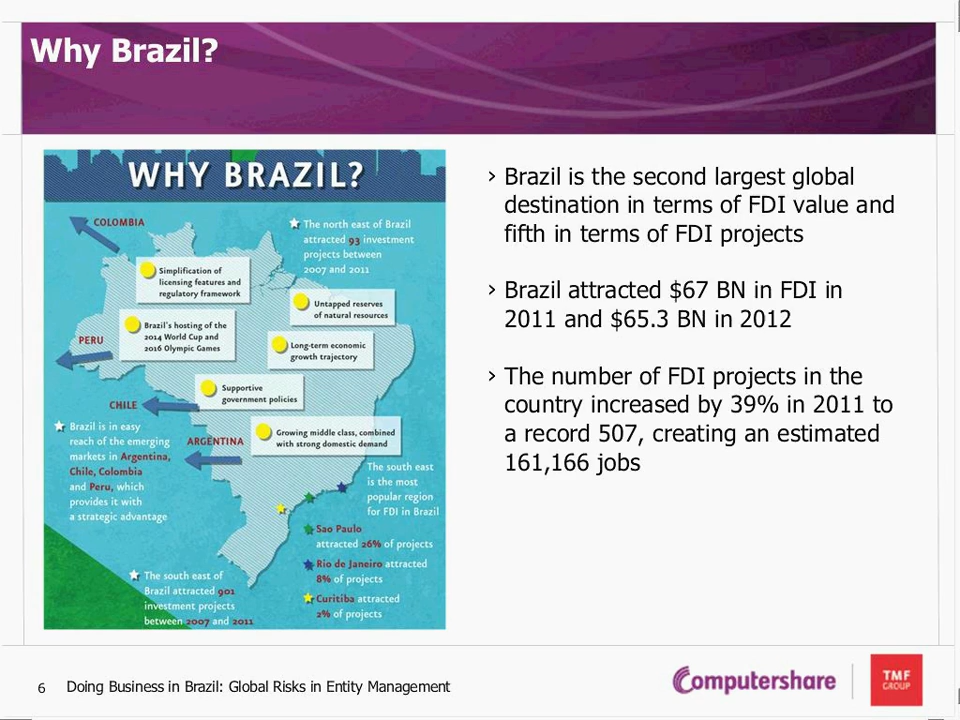 Why Brazil?
WHY BRAZIL?
COLOMBIA
The north east of Brazil
attracted 93 investment
projects between
2007 and 2011
Simplification of
licensing features and
regulatory framework
Untapped reserves
of natural resources
Brazil's hosting of the
2014 World Cup and
2016 Olympic Games
PERU
Long-term economic
growth trajectory
Supportive
government policies
CHILE
Brazil is in easy
reach of the emerging
markets in Argentina,
Chile, Colombia
and Peru, which
provides it with
a strategic advantage
ARGENTINA
Growing middle class, combined
with strong domestic demand
The south east
is the most
popular region
for FDI in Brazil
Sao Paulo
attracted 26% of projects
Rio de Janeiro attracted
8% of projects
Curitiba attracted
2% of projects
The south east of
Brazil attracted 901
investment projects
between 2007 and 2011
› Brazil is the second largest global
destination in terms of FDI value and
fifth in terms of FDI projects
› Brazil attracted $67 BN in FDI in
2011 and $65.3 BN in 2012
› The number of FDI projects in the
country increased by 39% in 2011 to
a record 507, creating an estimated
161,166 jobs
6 Doing Business in Brazil: Global Risks in Entity Management
Computershare
TMF
GROUP